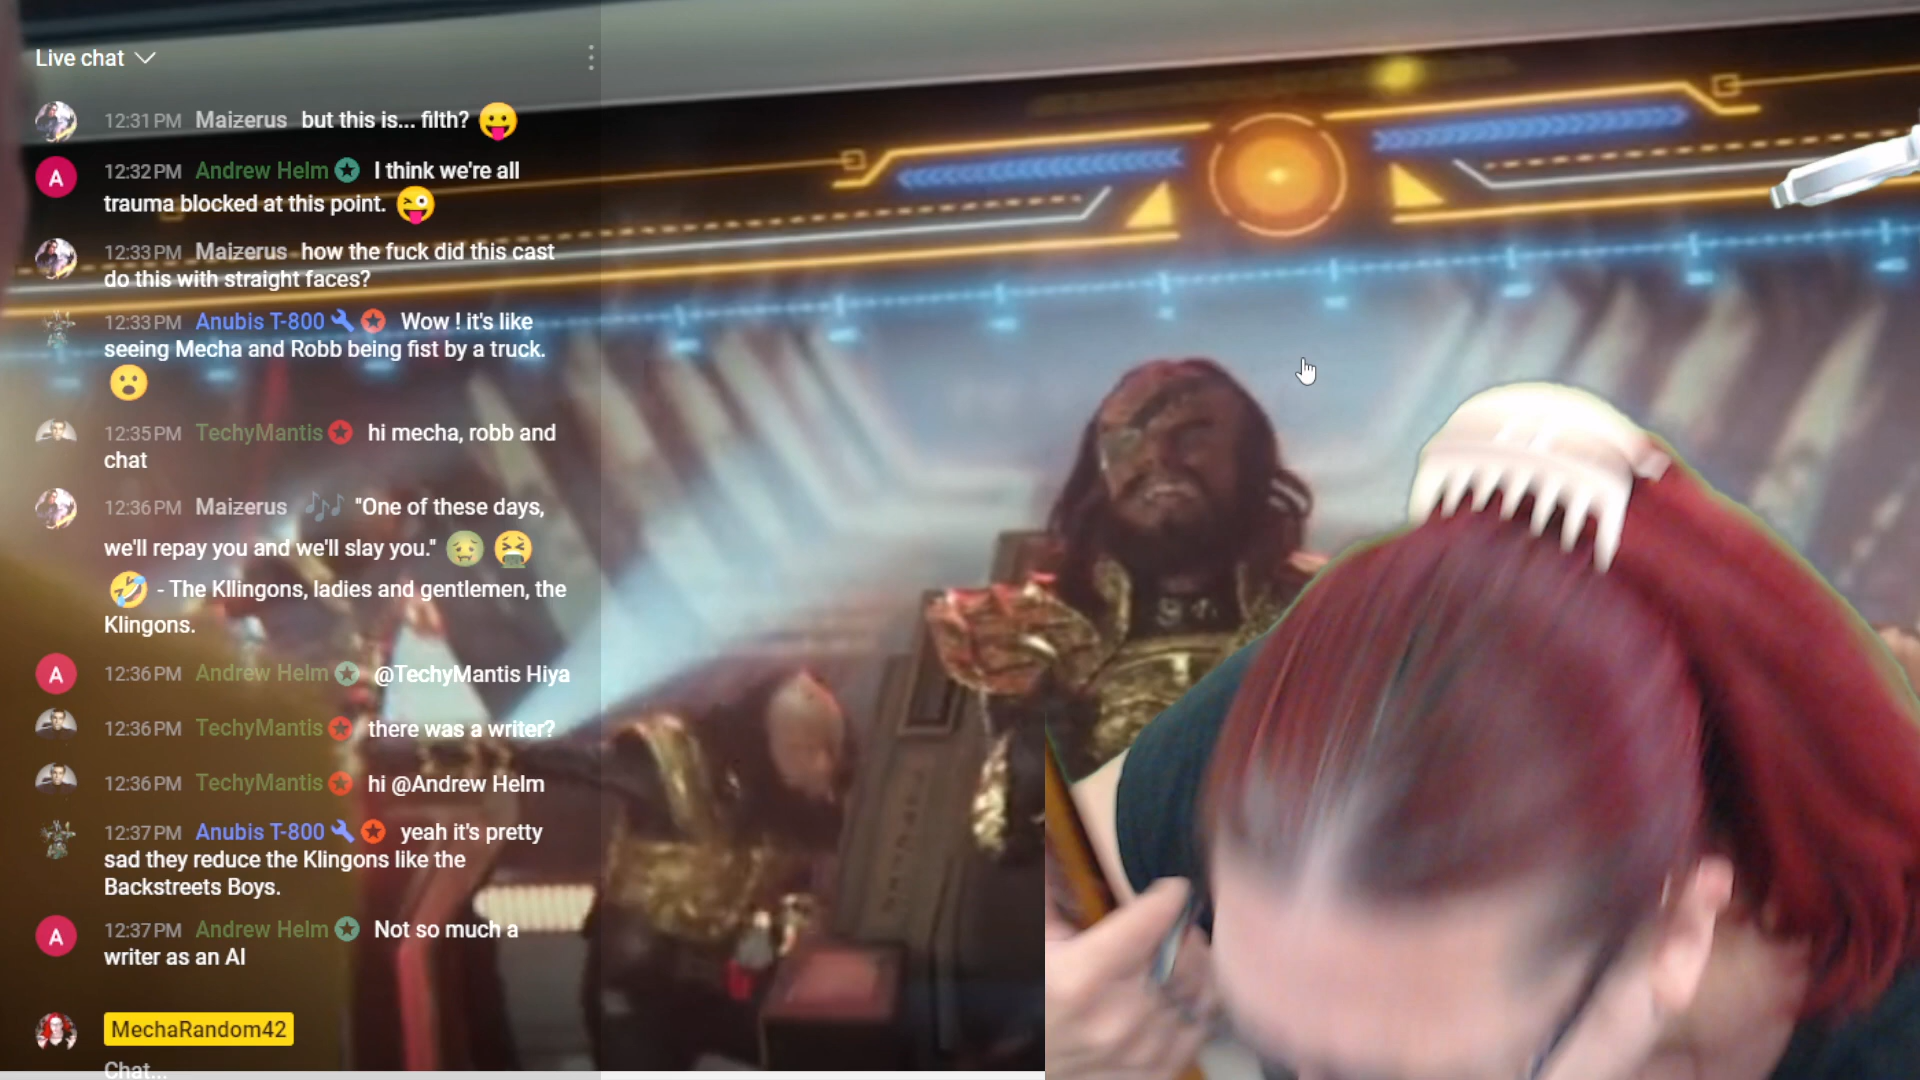 Live chat
12:31 PM Maizerus but this is... filth? 😛
A 12:32 PM Andrew Helm I think we're all
trauma blocked at this point. 😜
12:33 PM Maizerus how the fuck did this cast
do this with straight faces?
12:33 PM Anubis T-800 Wow ! it's like
seeing Mecha and Robb being fist by a truck.
😮
12:35 PM TechyMantis hi mecha, robb and
chat
12:36 PM Maizerus 🎶 "One of these days,
we'll repay you and we'll slay you." 🤢 🤮
🤣 - The Kllingons, ladies and gentlemen, the
Klingons.
A 12:36 PM Andrew Helm @TechyMantis Hiya
12:36 PM TechyMantis there was a writer?
12:36 PM TechyMantis hi @Andrew Helm
12:37 PM Anubis T-800 yeah it's pretty
sad they reduce the Klingons like the
Backstreets Boys.
A 12:37 PM Andrew Helm Not so much a
writer as an AI
MechaRandom42
Chat...